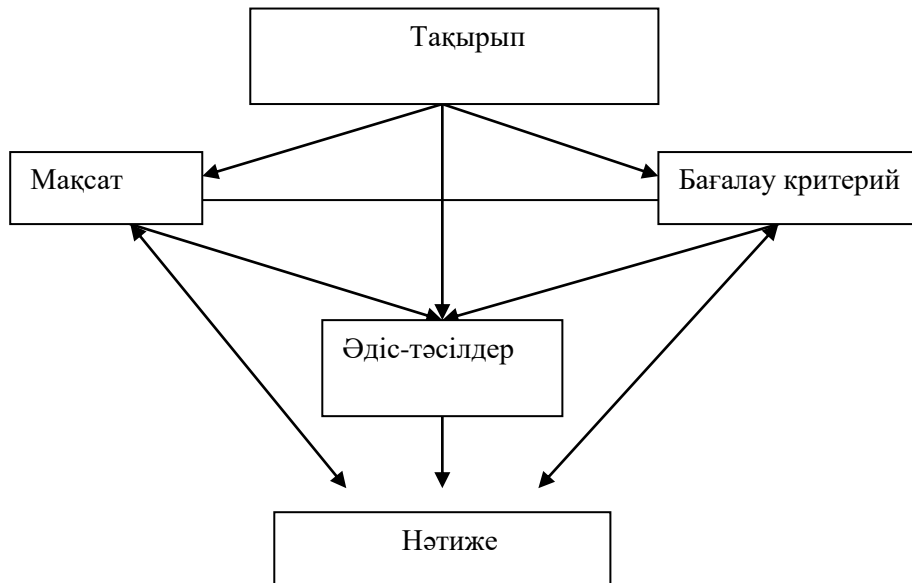 Тақырып
Мақсат
Бағалау критерий
Әдіс-тәсілдер
Нәтиже